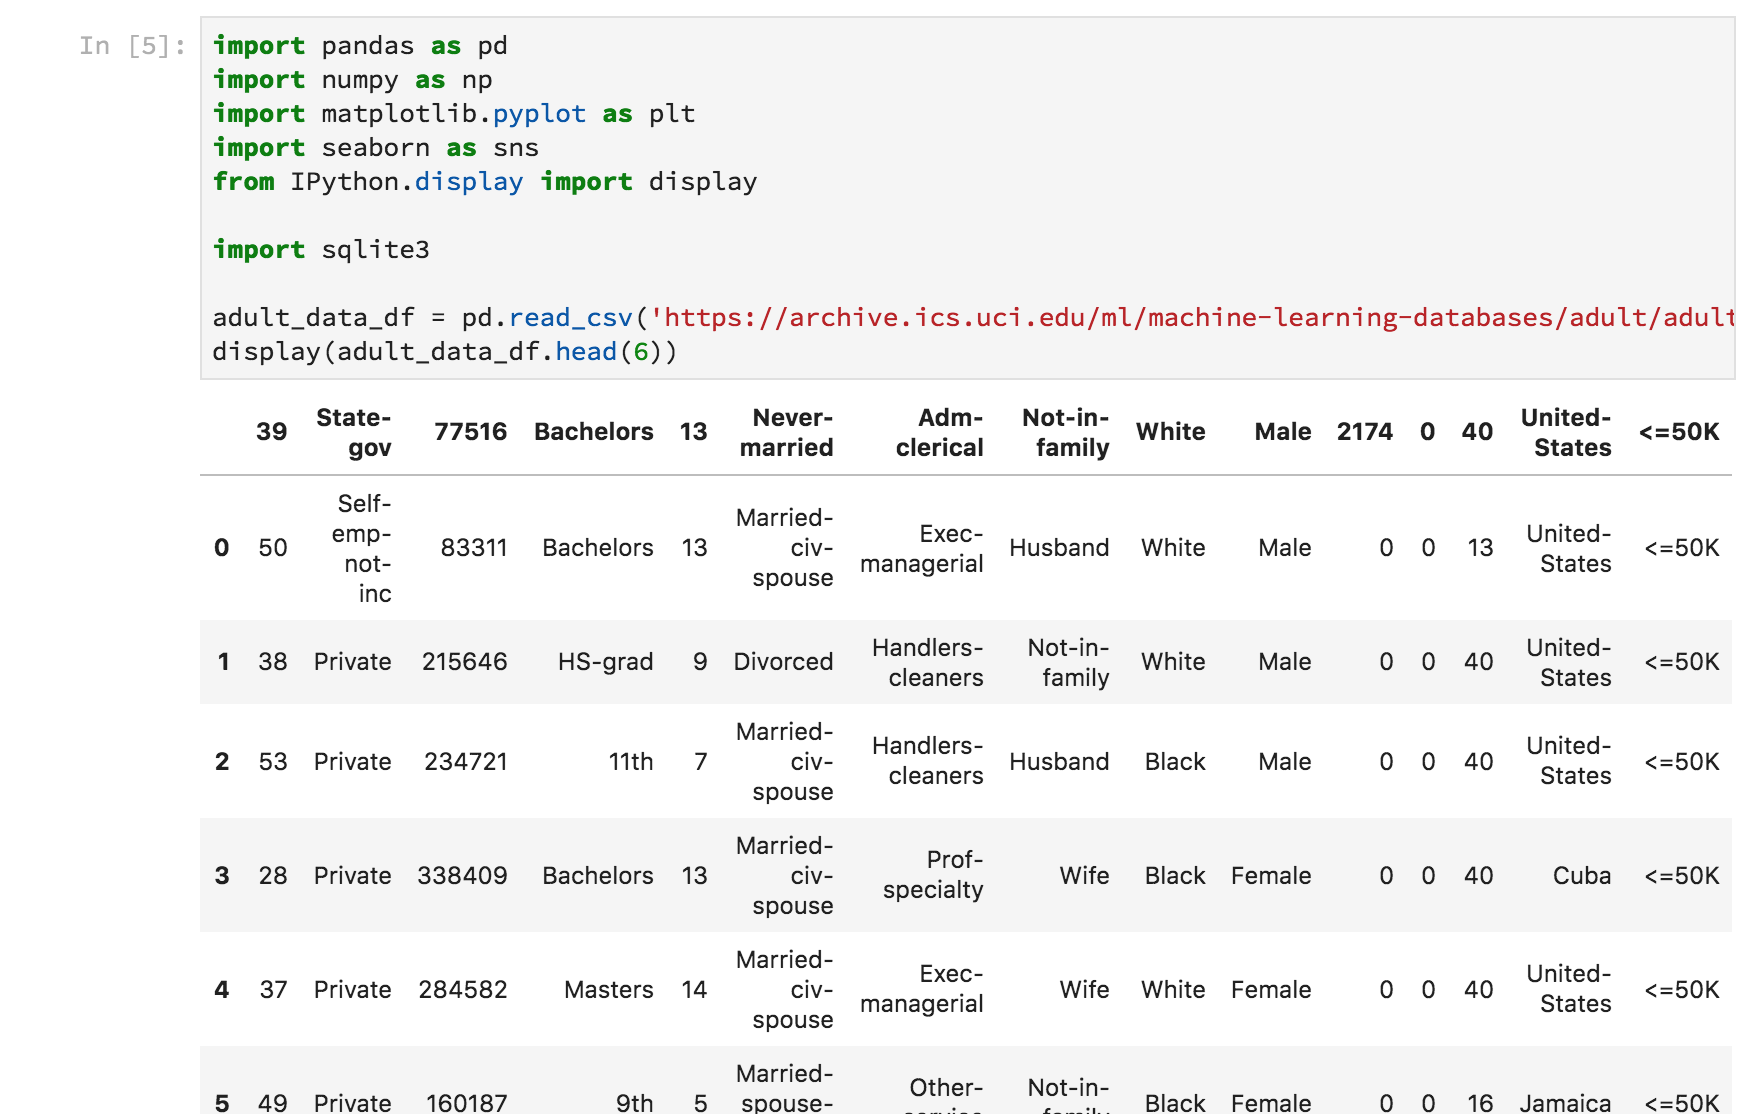 In [5]:
import pandas as pd
import numpy as np
import matplotlib.pyplot as plt
import seaborn as sns
from IPython.display import display
import sqlite3
adult_data_df = pd.read_csv('https://archive.ics.uci.edu/ml/machine-learning-databases/adult/adult
display(adult_data_df.head(6))
39 State-gov 77516 Bachelors 13 Never-married Adm-clerical Not-in-family White Male 2174 0 40 United-States <=50K
0 50 Self-emp-not-inc 83311 Bachelors 13 Married-civ-spouse Exec-managerial Husband White Male 0 0 13 United-States <=50K
1 38 Private 215646 HS-grad 9 Divorced Handlers-cleaners Not-in-family White Male 0 0 40 United-States <=50K
2 53 Private 234721 11th 7 Married-civ-spouse Handlers-cleaners Husband Black Male 0 0 40 United-States <=50K
3 28 Private 338409 Bachelors 13 Married-civ-spouse Prof-specialty Wife Black Female 0 0 40 Cuba <=50K
4 37 Private 284582 Masters 14 Married-civ-spouse Exec-managerial Wife White Female 0 0 40 United-States <=50K
5 49 Private 160187 9th 5 Married-spouse- Other- Not-in- Black Female 0 0 16 Jamaica <=50K